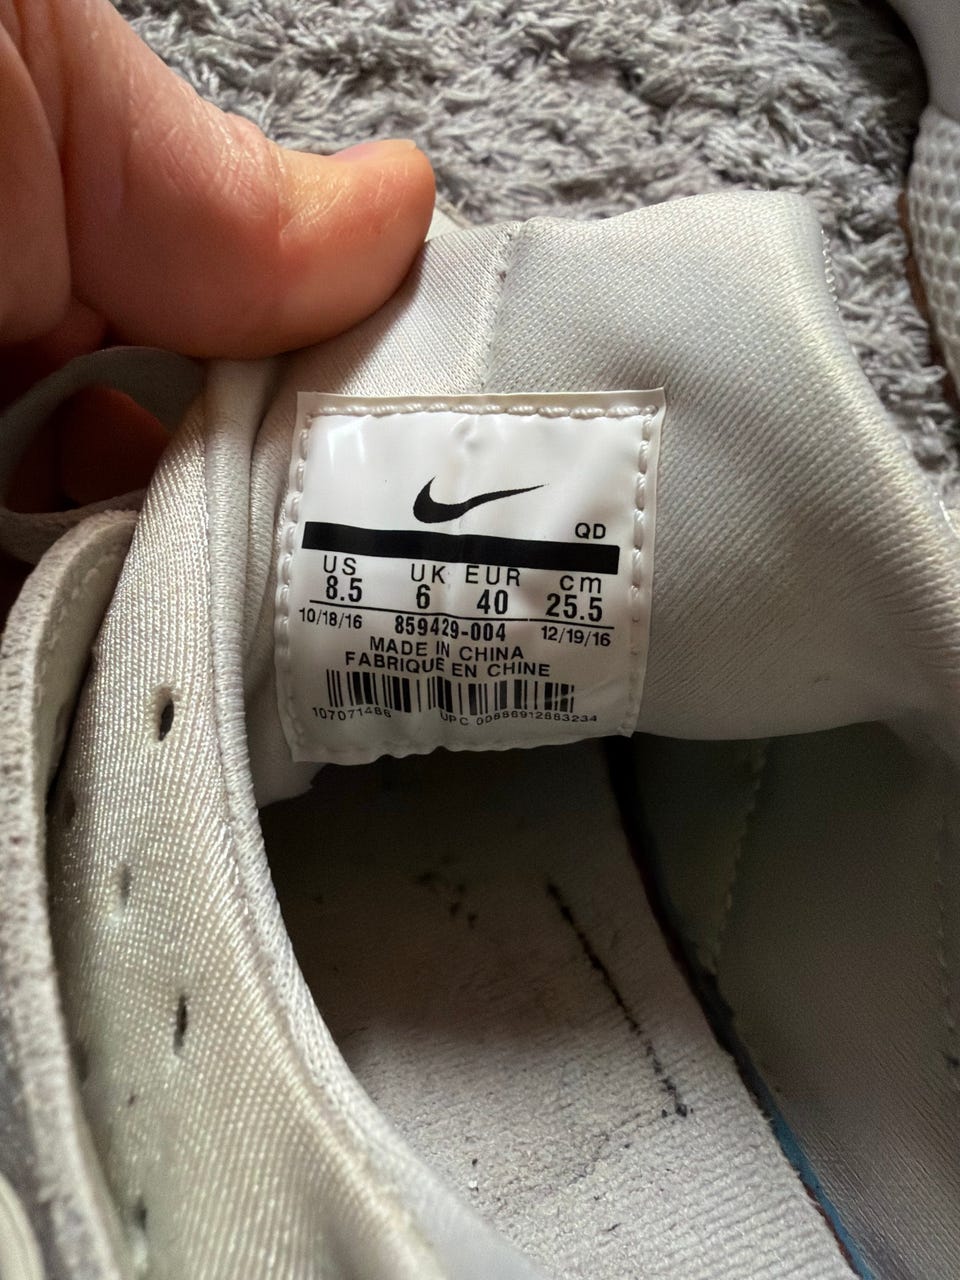 QD
US UK EUR cm
8.5 6 40 25.5
10/18/16 859429-004 12/19/16
MADE IN CHINA
FABRIQUE EN CHINE
107071486 UPC 00886912883234